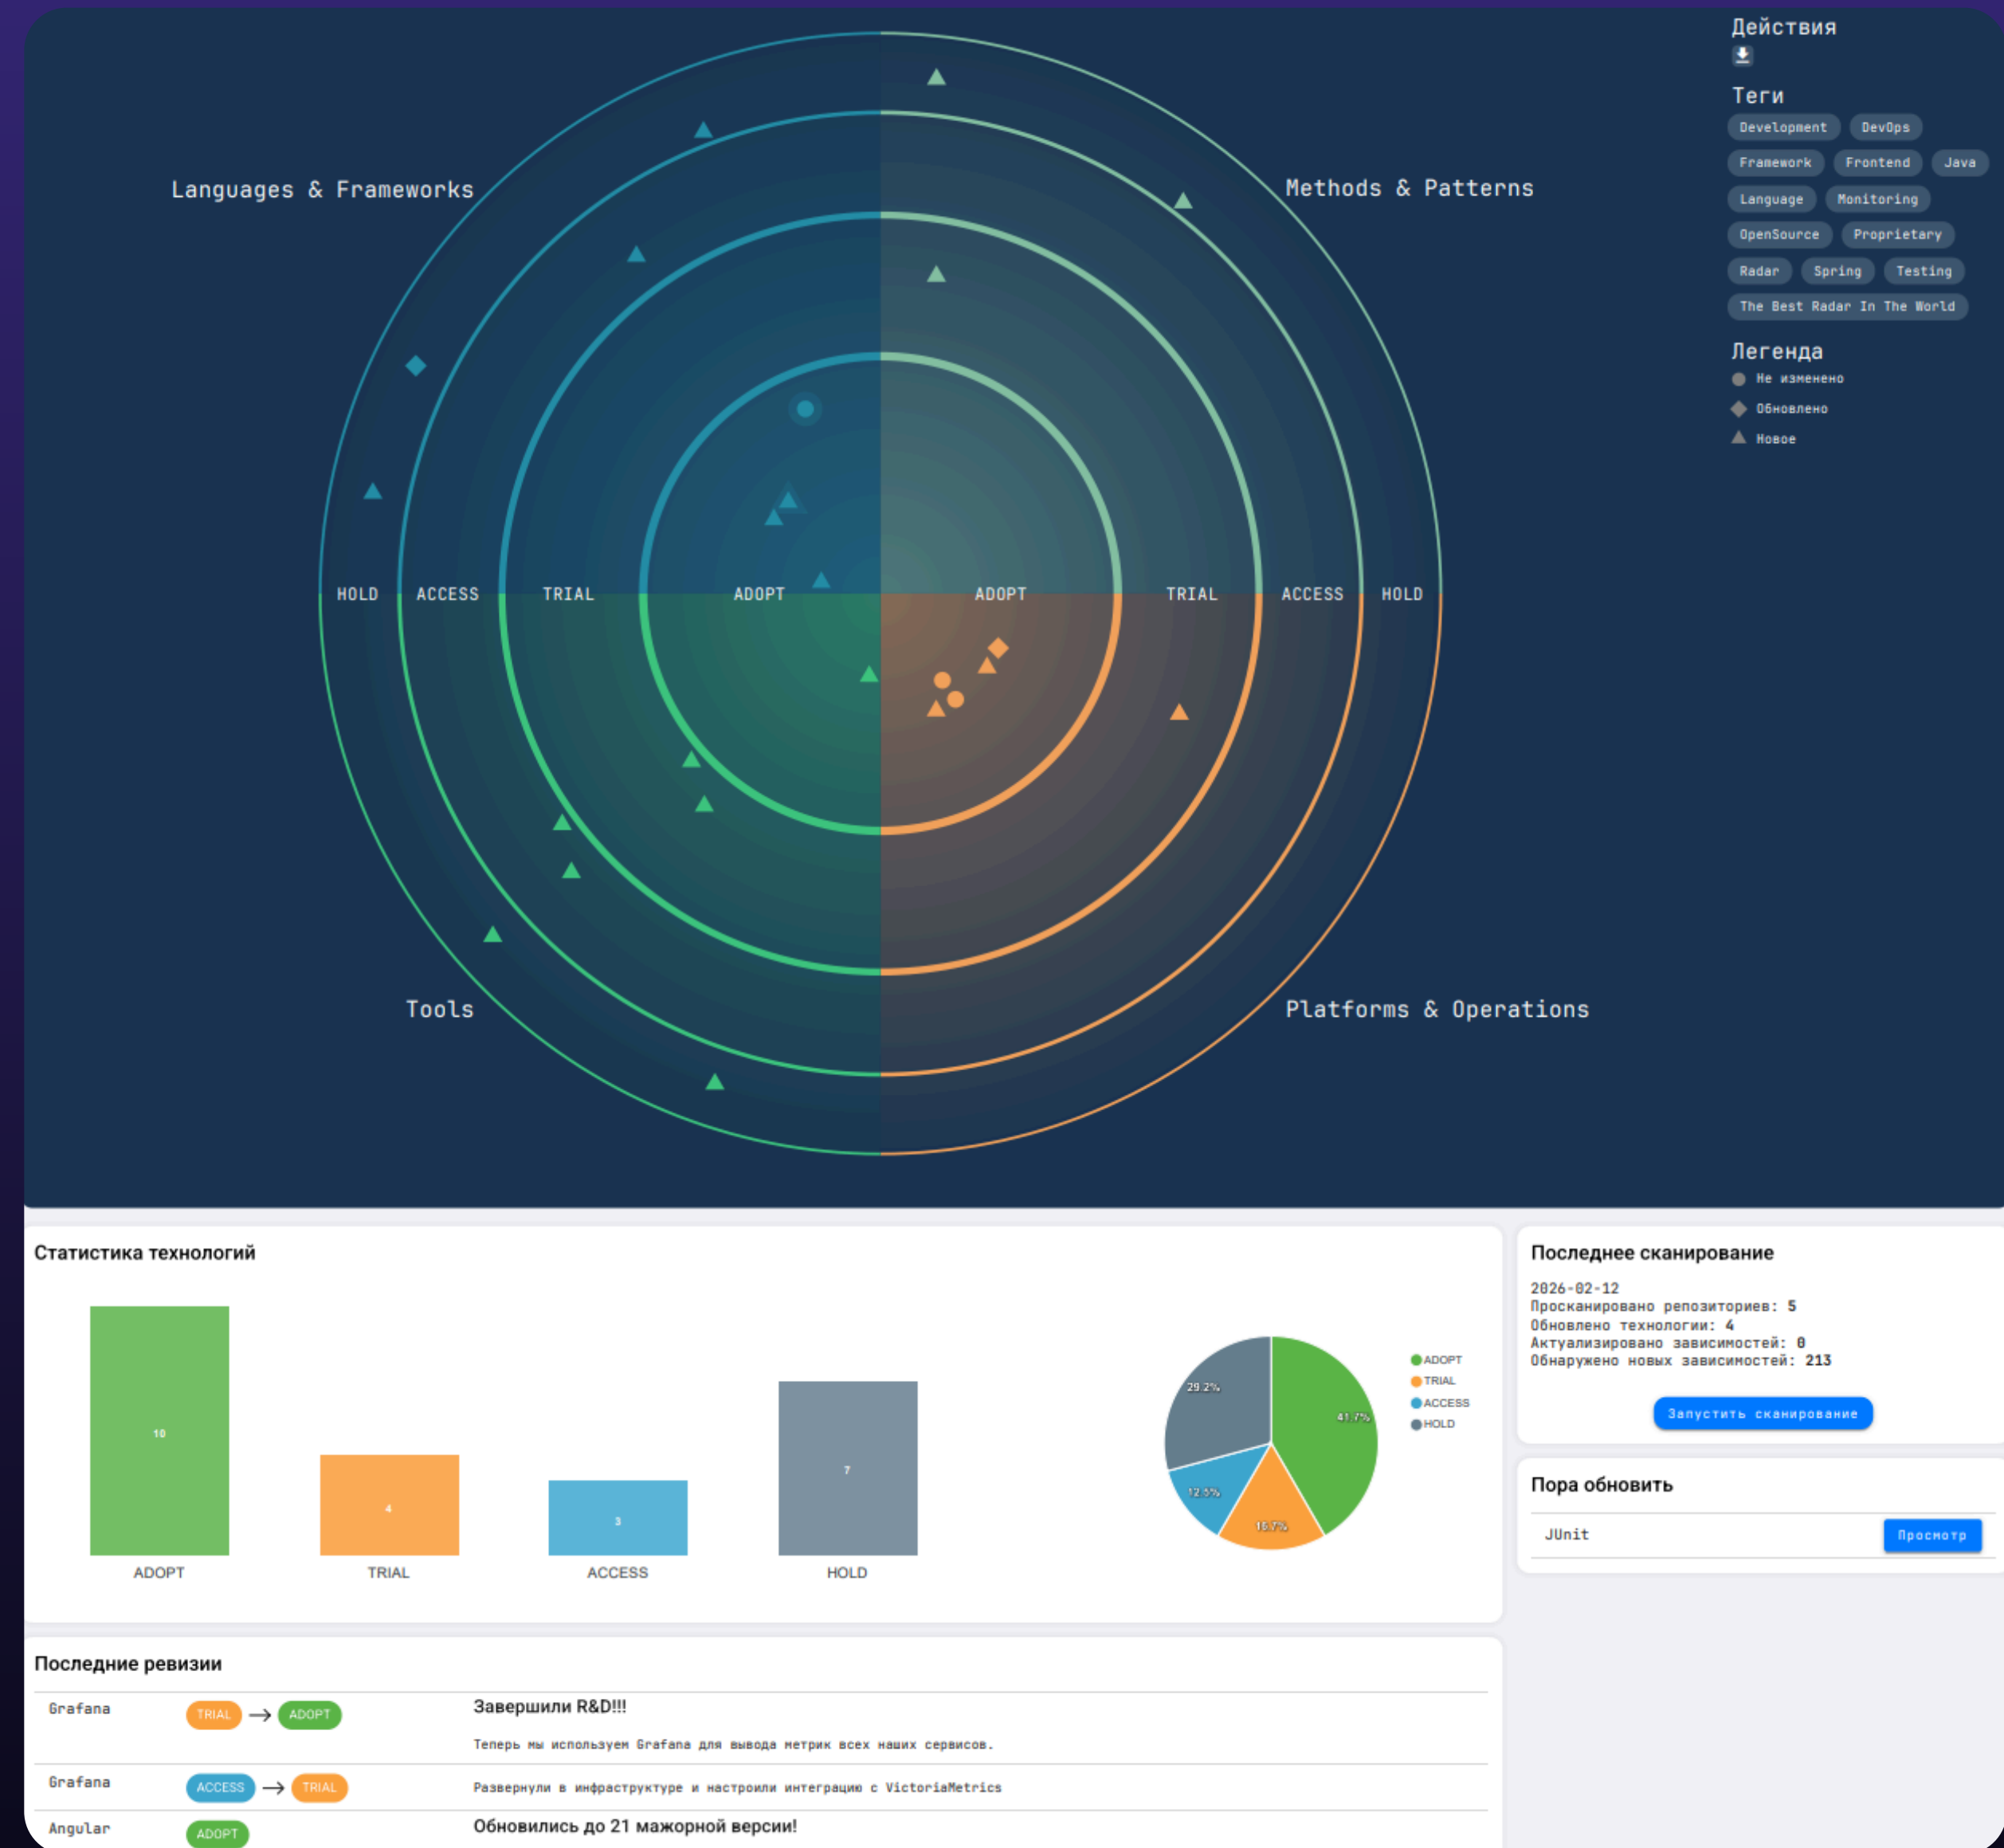 Действия
Теги
Development DevOps
Framework Frontend Java
Language Monitoring
OpenSource Proprietary
Radar Spring Testing
The Best Radar In The World
Легенда
Не изменено
Обновлено
Новое
Languages & Frameworks
Methods & Patterns
HOLD ACCESS TRIAL ADOPT ADOPT TRIAL ACCESS HOLD
Tools
Platforms & Operations
Статистика технологий
10
4
3
7
ADOPT TRIAL ACCESS HOLD
29.2%
41.7%
12.5%
16.7%
ADOPT
TRIAL
ACCESS
HOLD
Последнее сканирование
2026-02-12
Просканировано репозиториев: 5
Обновлено технологии: 4
Актуализировано зависимостей: 0
Обнаружено новых зависимостей: 213
Запустить сканирование
Пора обновить
JUnit Просмотр
Последние ревизии
Grafana TRIAL → ADOPT Завершили R&D!!!
Теперь мы используем Grafana для вывода метрик всех наших сервисов.
Grafana ACCESS → TRIAL Развернули в инфраструктуре и настроили интеграцию с VictoriaMetrics
Angular ADOPT Обновились до 21 мажорной версии!